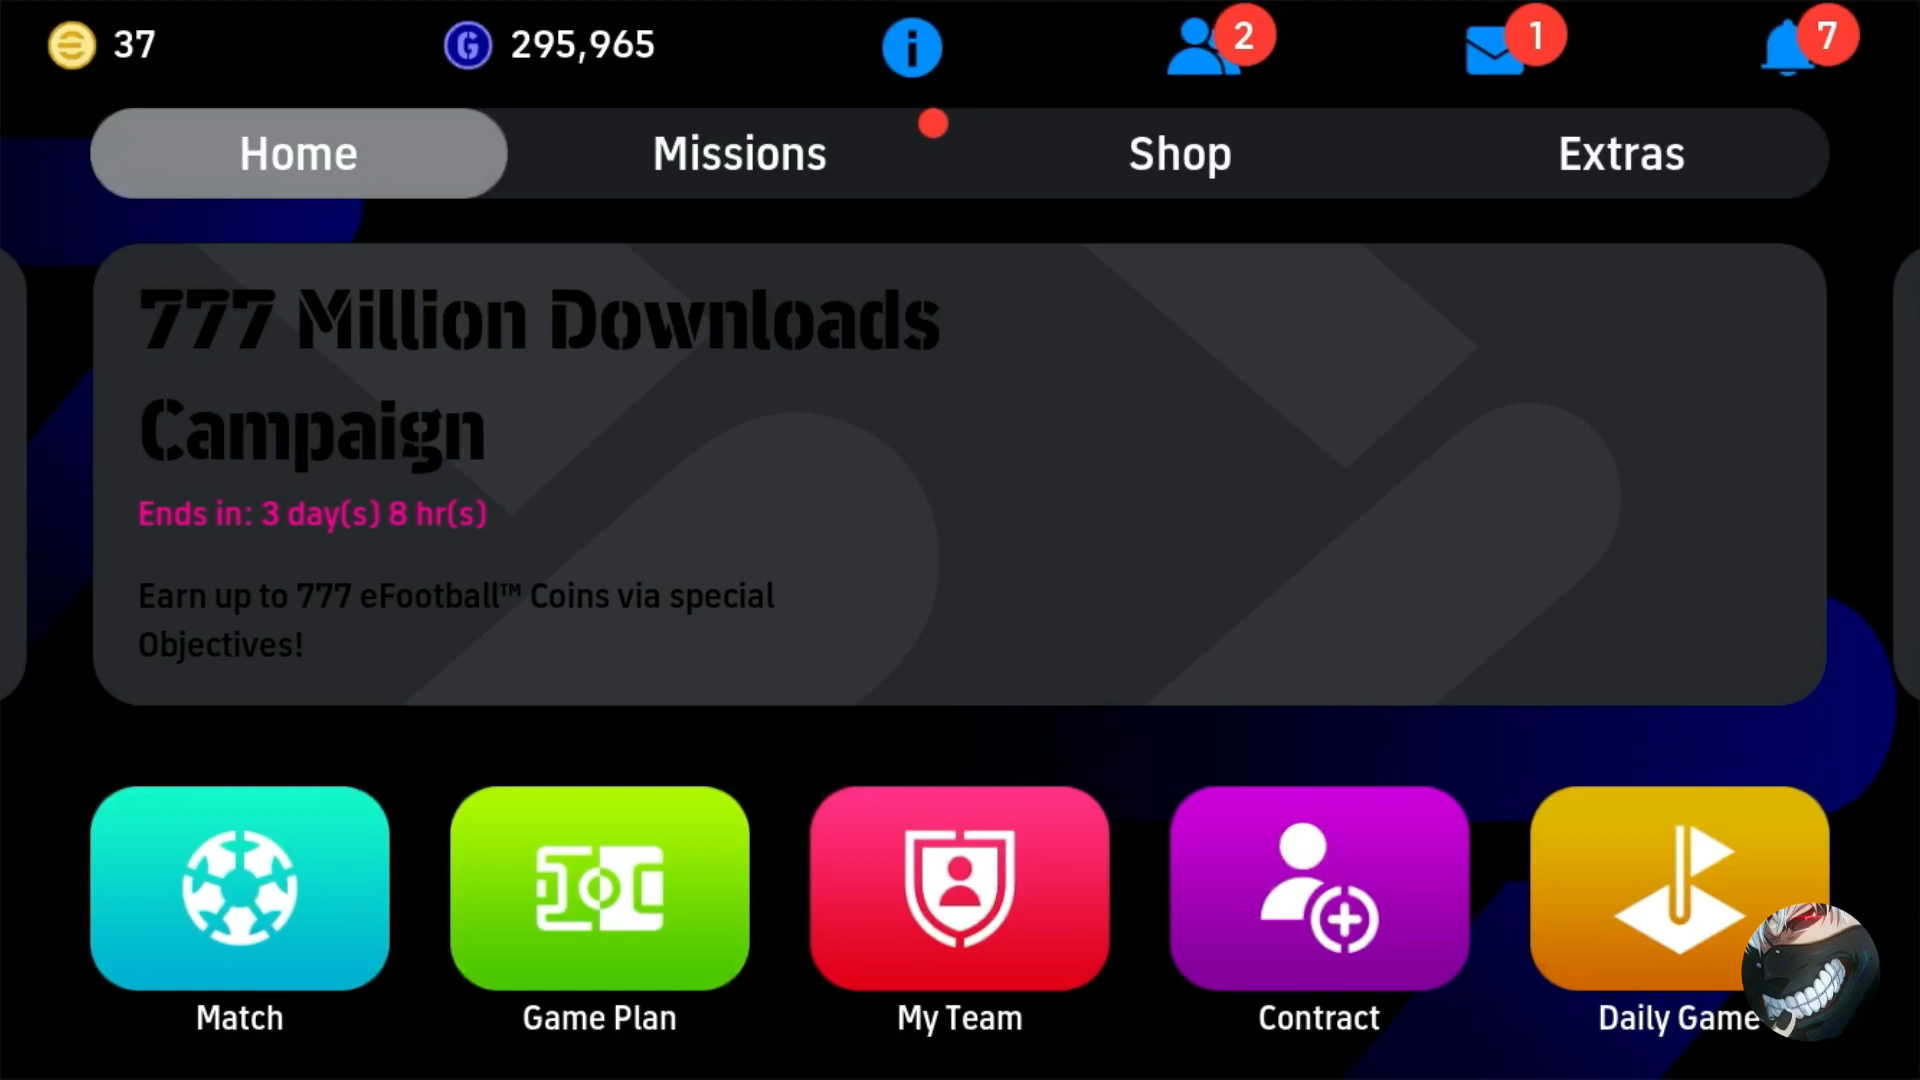 37
G 295,965
i
2
1
7
Home
Missions
Shop
Extras
777 Million Downloads
Campaign
Ends in: 3 day(s) 8 hr(s)
Earn up to 777 eFootball™ Coins via special
Objectives!
Match
Game Plan
My Team
Contract
Daily Game